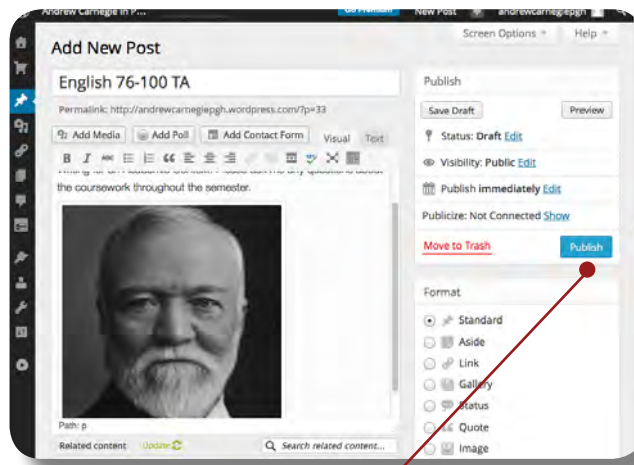 Andrew Carnegie in P...
Go Premium
New Post
andrewcarnegiepgh
Screen Options
Help
Add New Post
English 76-100 TA
Permalink: http://andrewcarnegiepgh.wordpress.com/?p=33
Add Media
Add Poll
Add Contact Form
Visual
Text
B I ABC
the coursework throughout the semester.
Path: p
Related content
Update
Search related content...
Publish
Save Draft
Preview
Status: Draft Edit
Visibility: Public Edit
Publish immediately Edit
Publicize: Not Connected Show
Move to Trash
Publish
Format
Standard
Aside
Link
Gallery
Status
Quote
Image